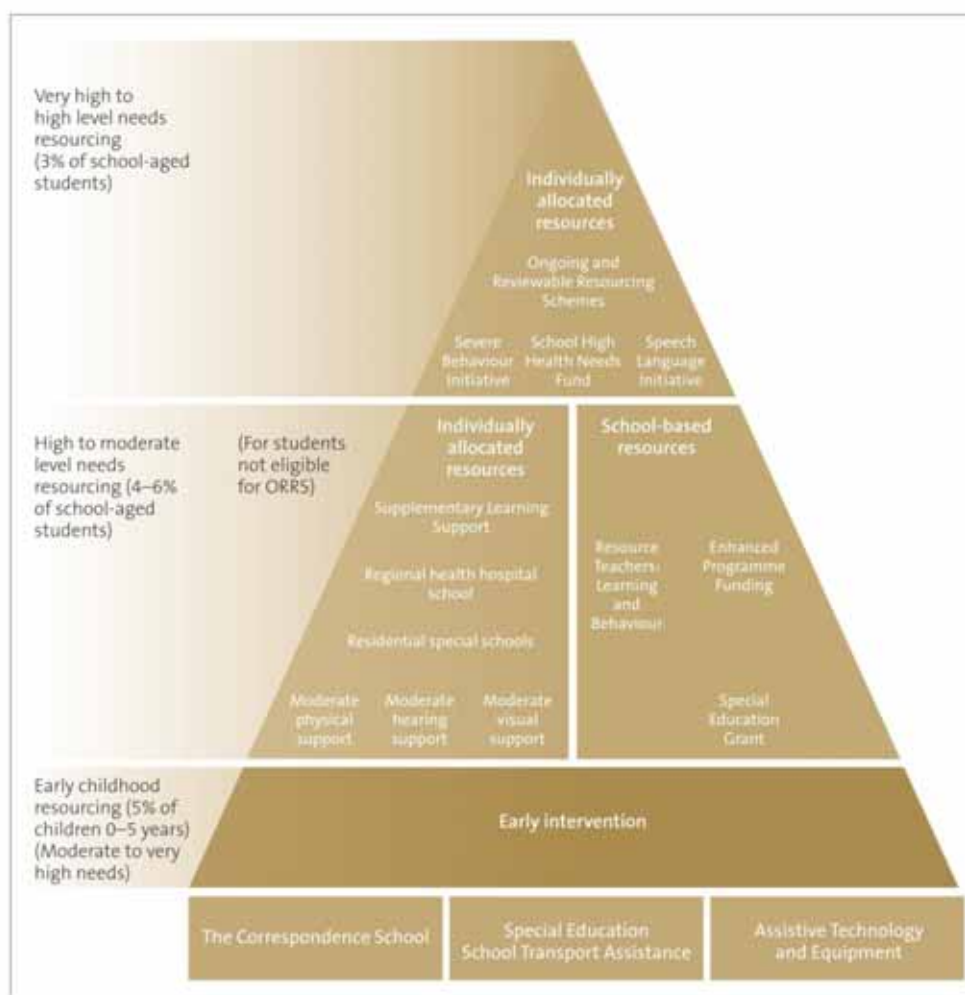 Very high to
high level needs
resourcing
(3% of school-aged
students)
Individually
allocated
resources
Ongoing and
Reviewable Resourcing
Schemes
Severe
Behaviour
Initiative
School High
Health Needs
Fund
Speech
Language
Initiative
High to moderate
level needs
resourcing (4–6%
of school-aged
students)
(For students
not eligible
for ORRS)
Individually
allocated
resources
Supplementary Learning
Support
Regional health hospital
school
Residential special schools
Moderate
physical
support
Moderate
hearing
support
Moderate
visual
support
School-based
resources
Resource
Teachers:
Learning
and
Behaviour
Enhanced
Programme
Funding
Special
Education
Grant
Early childhood
resourcing (5% of
children 0–5 years)
(Moderate to very
high needs)
Early intervention
The Correspondence School
Special Education
School Transport Assistance
Assistive Technology
and Equipment